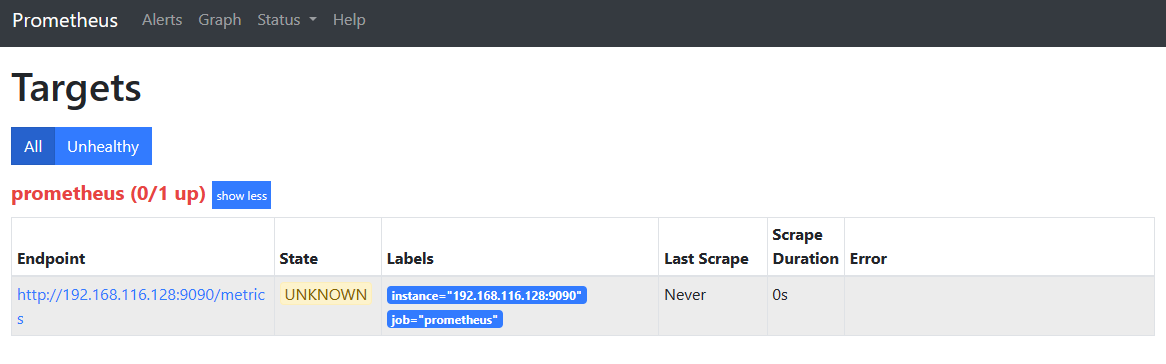 Prometheus Alerts Graph Status Help
Targets
All Unhealthy
prometheus (0/1 up) show less
Endpoint State Labels Last Scrape Scrape Duration Error
http://192.168.116.128:9090/metric
s
UNKNOWN
instance="192.168.116.128:9090"
job="prometheus"
Never
0s